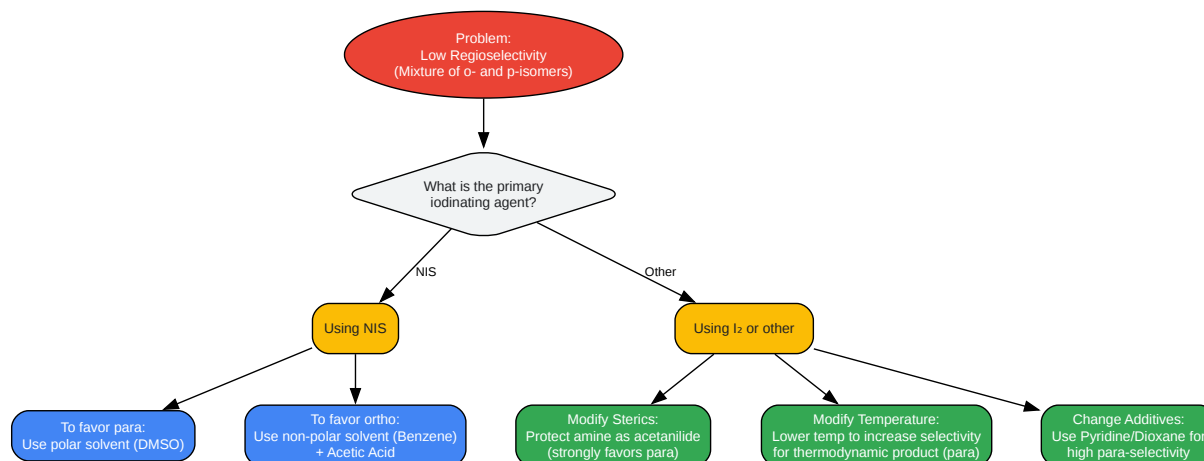 Problem:
Low Regioselectivity
(Mixture of o- and p-isomers)
What is the primary
iodinating agent?
NIS
Other
Using NIS
Using I₂ or other
To favor para:
Use polar solvent (DMSO)
To favor ortho:
Use non-polar solvent (Benzene)
+ Acetic Acid
Modify Sterics:
Protect amine as acetanilide
(strongly favors para)
Modify Temperature:
Lower temp to increase selectivity
for thermodynamic product (para)
Change Additives:
Use Pyridine/Dioxane for
high para-selectivity